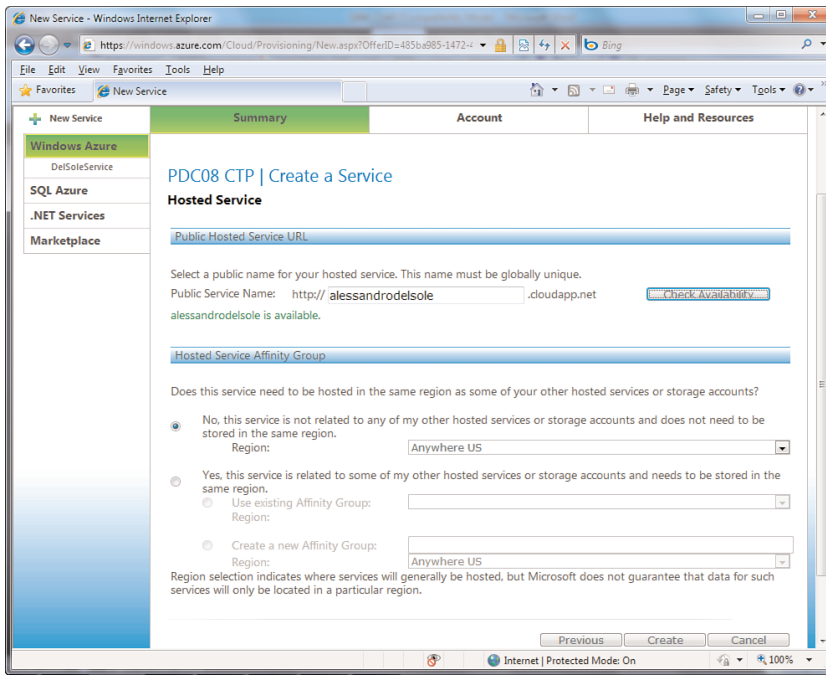 New Service - Windows Internet Explorer
https://windows.azure.com/Cloud/Provisioning/New.aspx?OfferID=485ba985-1472-4
Bing
File Edit View Favorites Tools Help
Favorites
New Service
Page Safety Tools
New Service
Summary
Account
Help and Resources
Windows Azure
DelSoleService
SQL Azure
.NET Services
Marketplace
PDC08 CTP | Create a Service
Hosted Service
Public Hosted Service URL
Select a public name for your hosted service. This name must be globally unique.
Public Service Name: http:// alessandrodelsole .cloudapp.net Check Availability
alessandrodelsole is available.
Hosted Service Affinity Group
Does this service need to be hosted in the same region as some of your other hosted services or storage accounts?
No, this service is not related to any of my other hosted services or storage accounts and does not need to be
stored in the same region.
Region: Anywhere US
Yes, this service is related to some of my other hosted services or storage accounts and needs to be stored in the
same region.
Use existing Affinity Group:
Region:
Create a new Affinity Group:
Region: Anywhere US
Region selection indicates where services will generally be hosted, but Microsoft does not guarantee that data for such
services will only be located in a particular region.
Previous Create Cancel
Internet | Protected Mode: On
100%